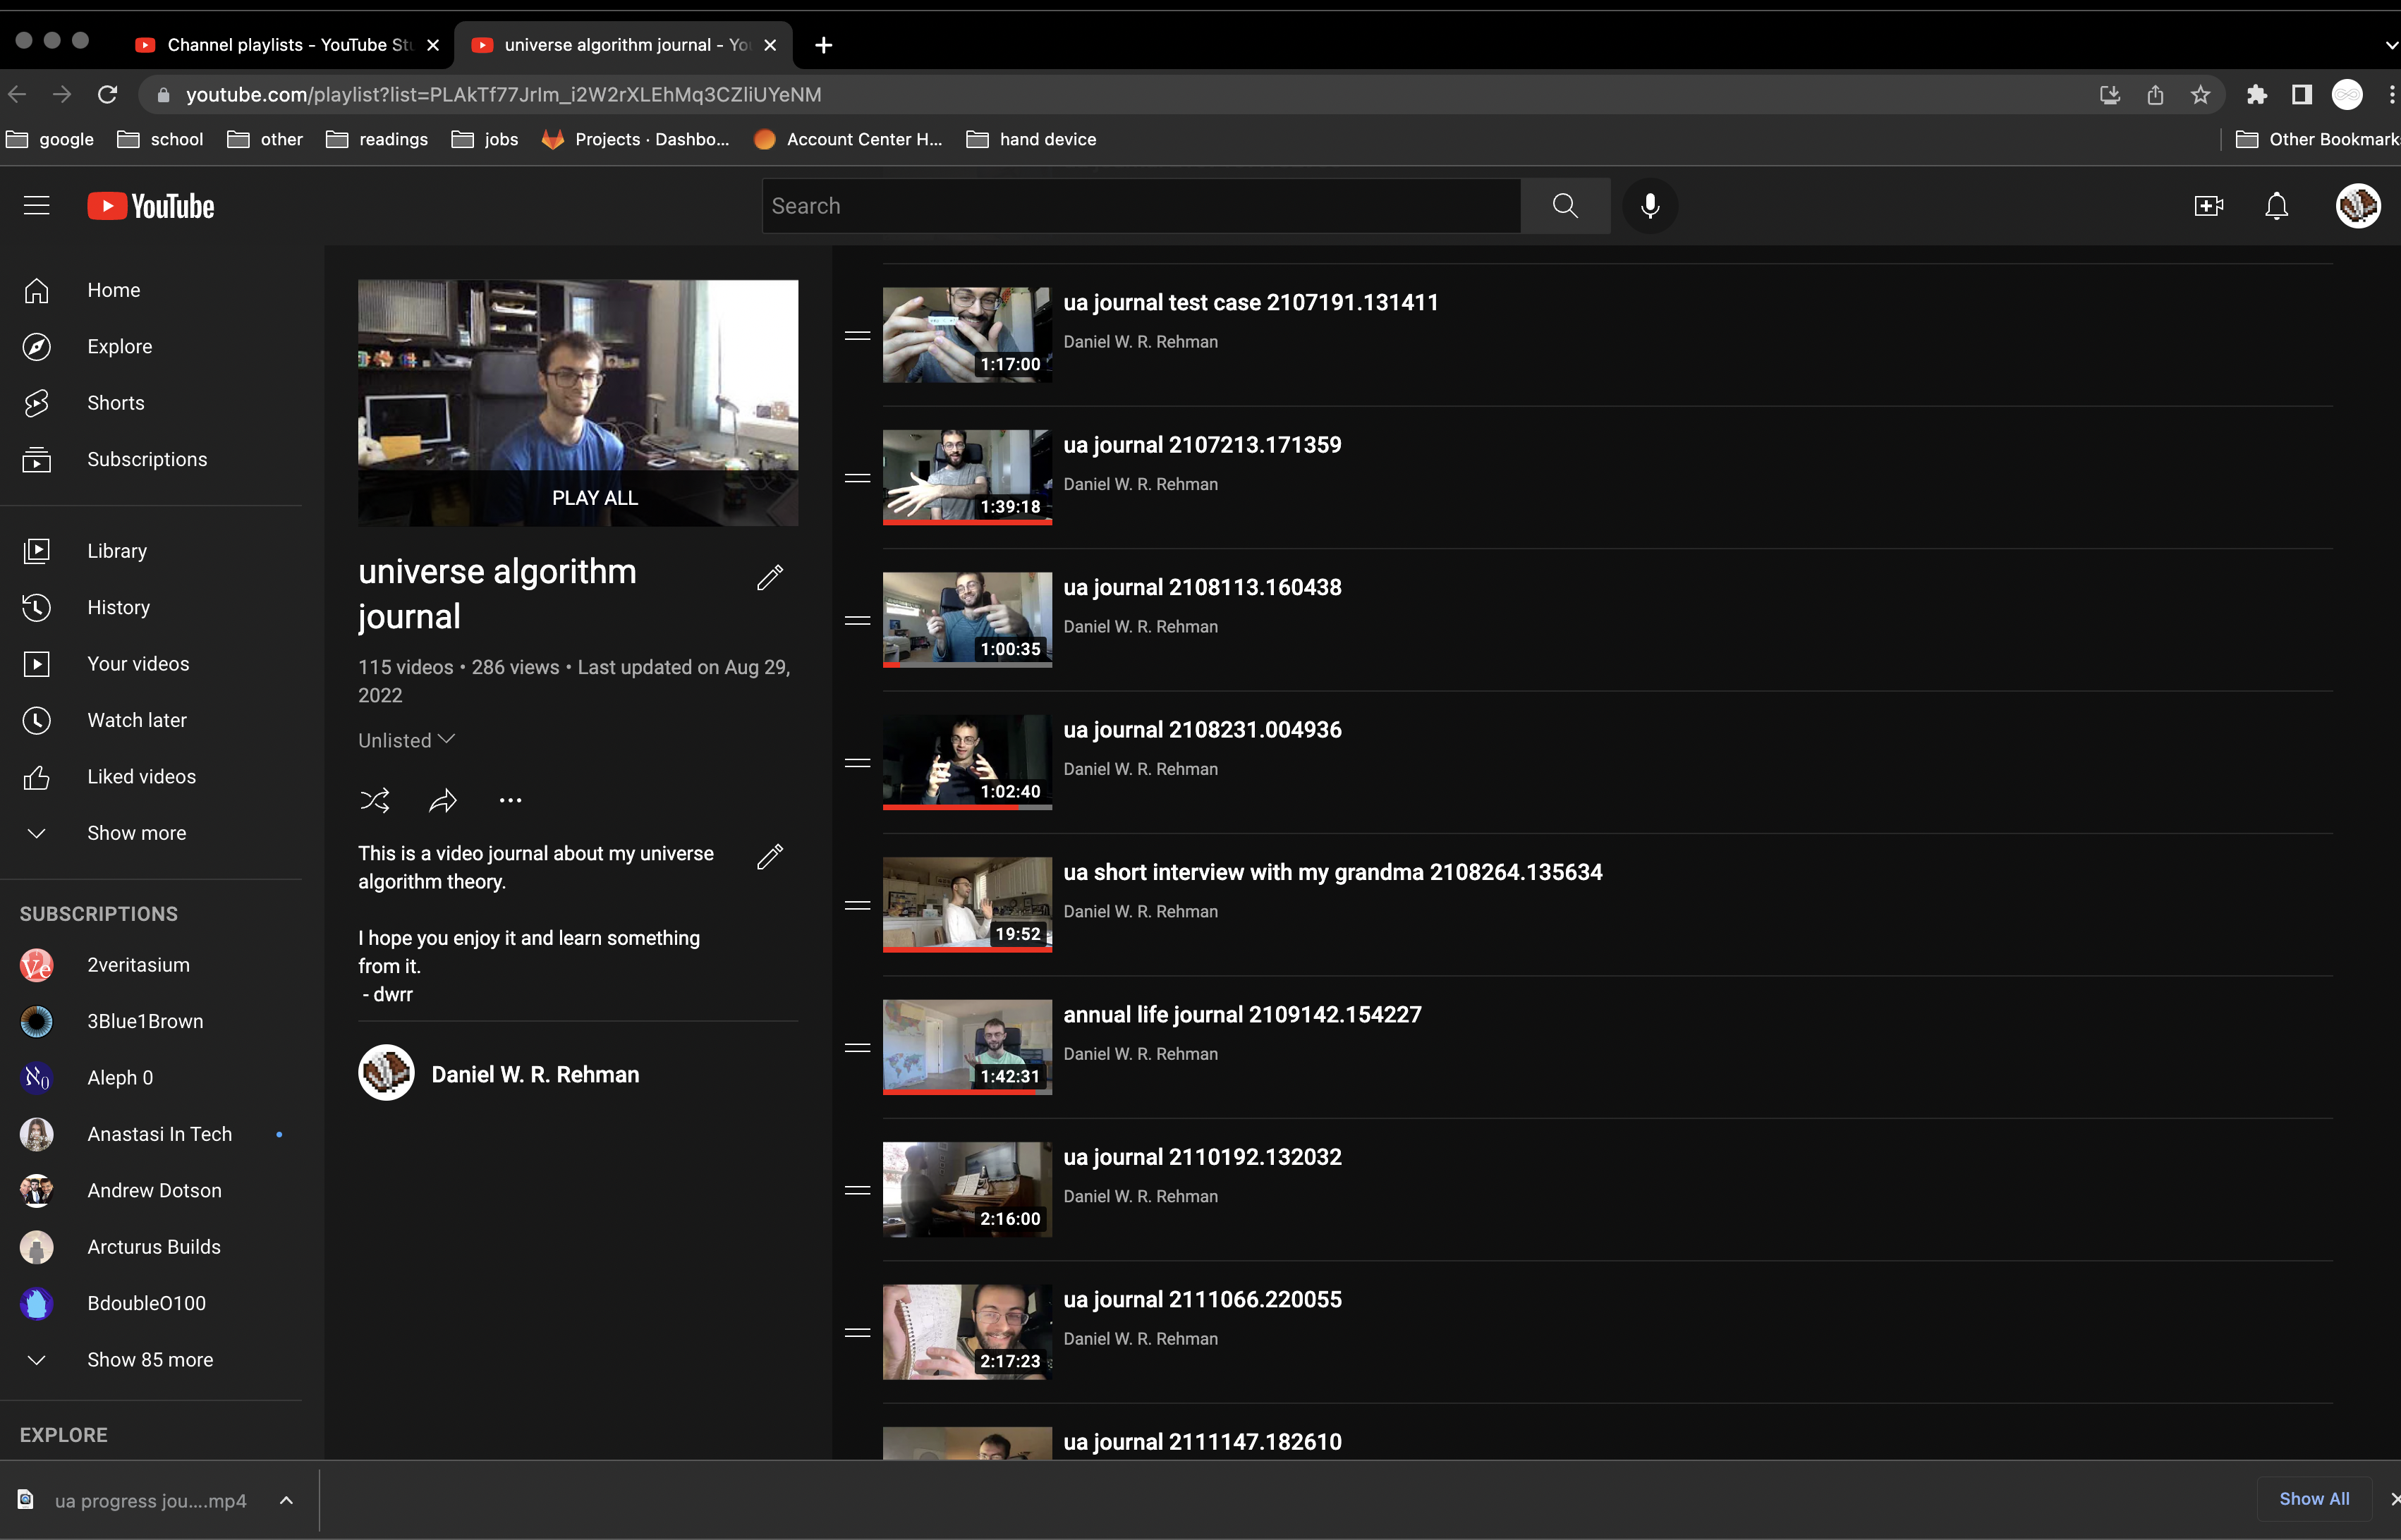 Channel playlists - YouTube Stu
universe algorithm journal - You
youtube.com/playlist?list=PLAkTf77JrIm_i2W2rXLEhMq3CZliUYeNM
google
school
other
readings
jobs
Projects · Dashbo...
Account Center H...
hand device
Other Bookmarks
YouTube
Search
Home
Explore
Shorts
Subscriptions
Library
History
Your videos
Watch later
Liked videos
Show more
SUBSCRIPTIONS
2veritasium
3Blue1Brown
Aleph 0
Anastasi In Tech
Andrew Dotson
Arcturus Builds
BdoubleO100
Show 85 more
EXPLORE
PLAY ALL
universe algorithm
journal
115 videos • 286 views • Last updated on Aug 29,
2022
Unlisted
This is a video journal about my universe
algorithm theory.
I hope you enjoy it and learn something
from it.
- dwrr
Daniel W. R. Rehman
ua journal test case 2107191.131411
Daniel W. R. Rehman
1:17:00
ua journal 2107213.171359
Daniel W. R. Rehman
1:39:18
ua journal 2108113.160438
Daniel W. R. Rehman
1:00:35
ua journal 2108231.004936
Daniel W. R. Rehman
1:02:40
ua short interview with my grandma 2108264.135634
Daniel W. R. Rehman
19:52
annual life journal 2109142.154227
Daniel W. R. Rehman
1:42:31
ua journal 2110192.132032
Daniel W. R. Rehman
2:16:00
ua journal 2111066.220055
Daniel W. R. Rehman
2:17:23
ua journal 2111147.182610
ua progress jou....mp4
Show All